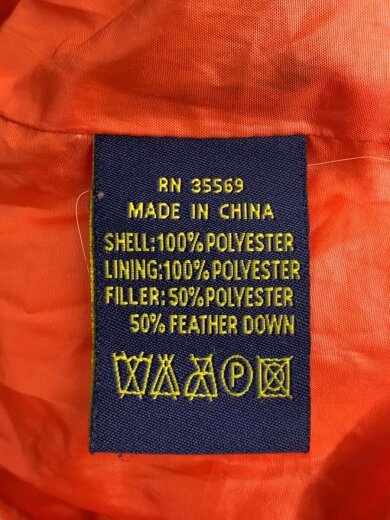 RN 35569
MADE IN CHINA
SHELL:100% POLYESTER
LINING:100% POLYESTER
FILLER: 50% POLYESTER
50% FEATHER DOWN
P